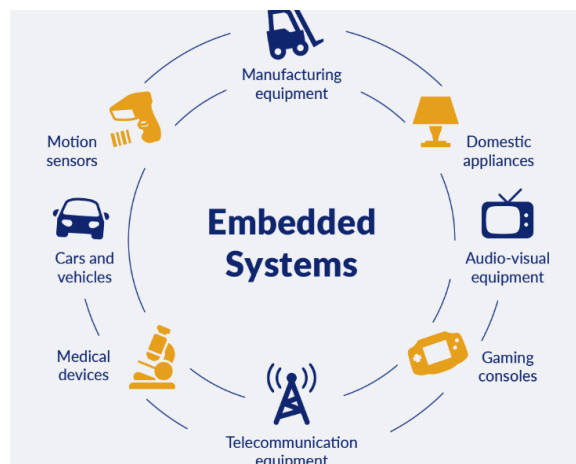 Manufacturing
equipment
Motion
sensors
Domestic
appliances
Embedded
Systems
Cars and
vehicles
Audio-visual
equipment
Medical
devices
Gaming
consoles
Telecommunication
equipment